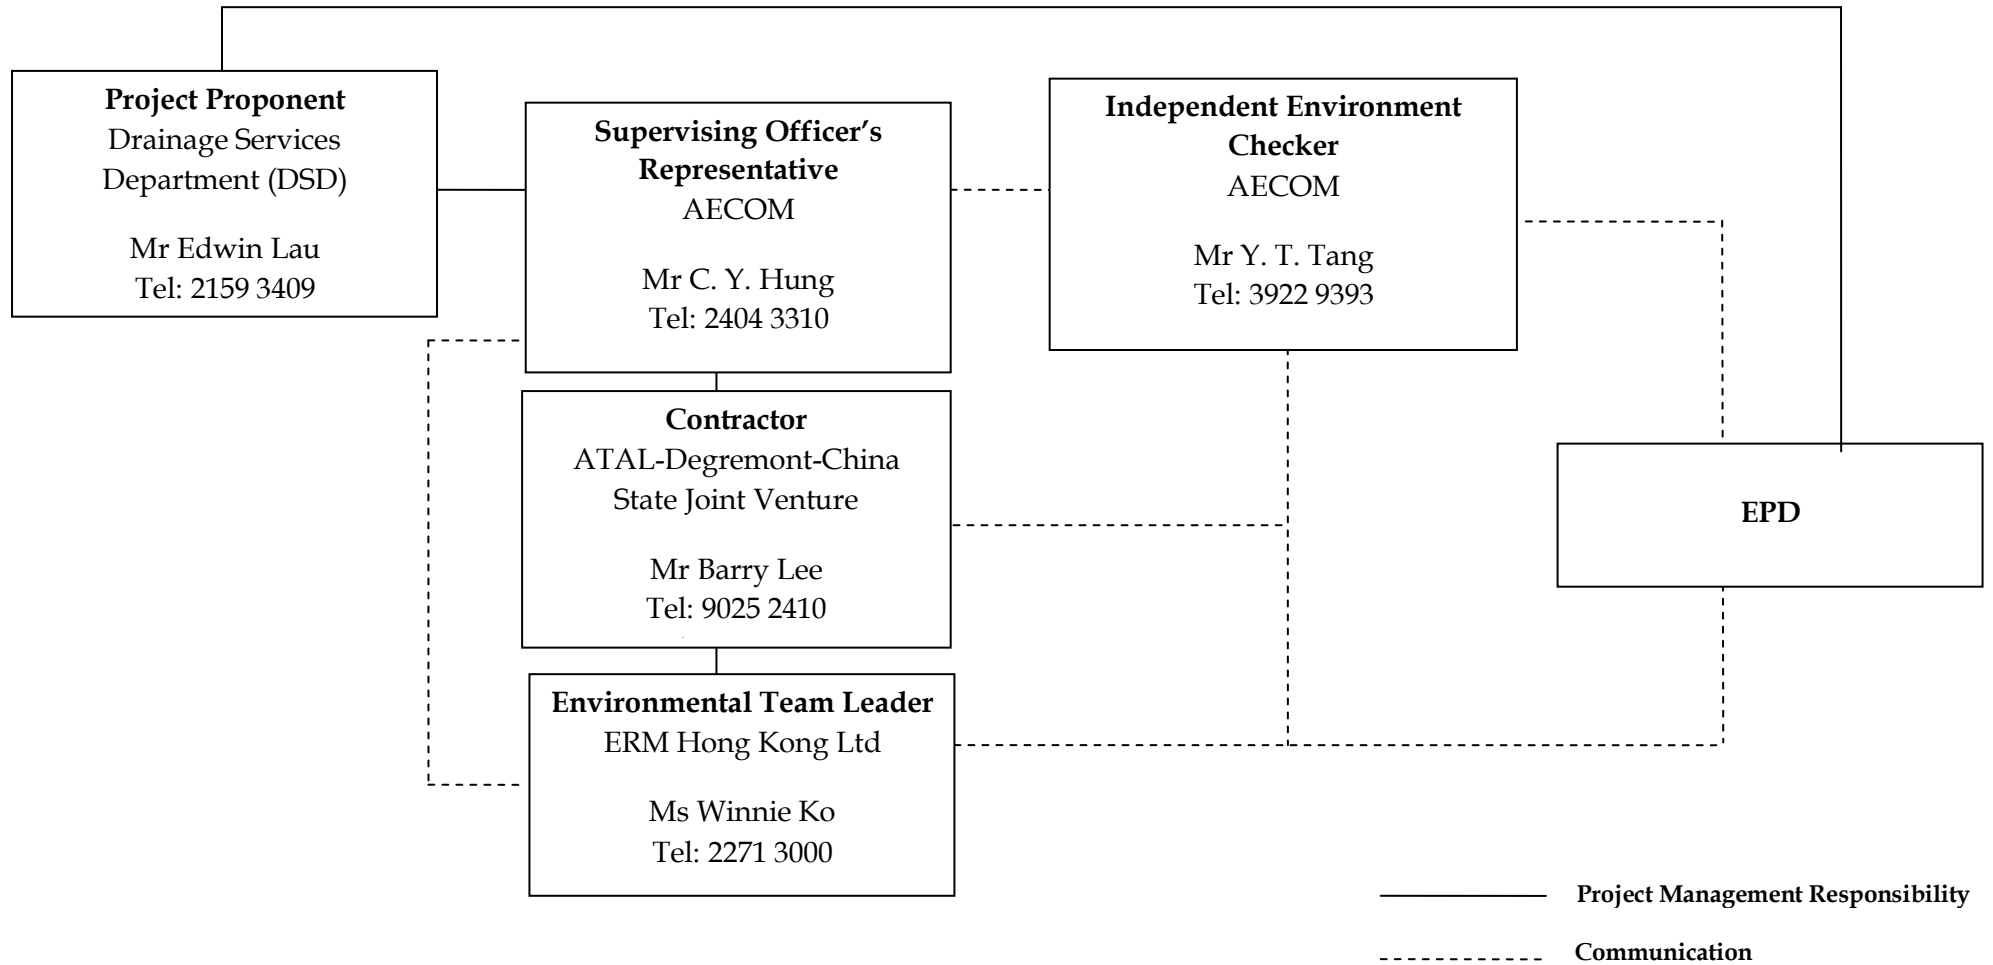 Project Proponent
Drainage Services
Department (DSD)
Mr Edwin Lau
Tel: 2159 3409
Supervising Officer’s
Representative
AECOM
Mr C. Y. Hung
Tel: 2404 3310
Independent Environment
Checker
AECOM
Mr Y. T. Tang
Tel: 3922 9393
Contractor
ATAL-Degremont-China
State Joint Venture
Mr Barry Lee
Tel: 9025 2410
EPD
Environmental Team Leader
ERM Hong Kong Ltd
Ms Winnie Ko
Tel: 2271 3000
Project Management Responsibility
Communication